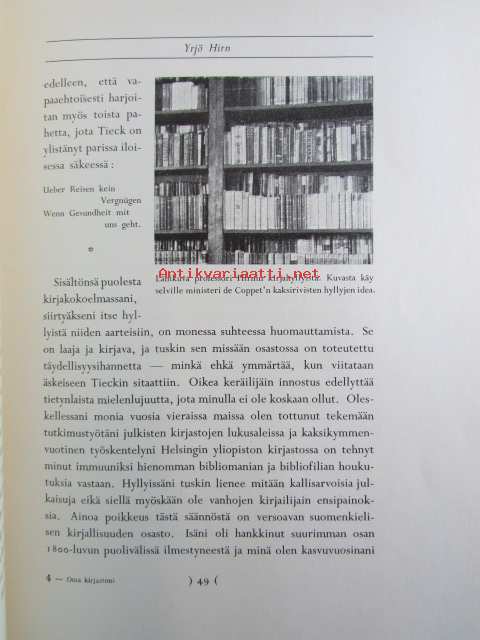 Yrjö Hirn
edelleen, että va-
paaehtoisesti harjoi-
tan myös toista pa-
hetta, jota Tieck on
ylistänyt parissa iloi-
sessa säkeessä:
Ueber Reisen kein
Vergnügen
Wenn Gesundheit mit
uns geht.
*
Antikvariaatti.net
Lähikuva professori Hirnin kirjahyllyistä. Kuvasta käy
selville ministeri de Coppet'n kaksirivisten hyllyjen idea.
Sisältönsä puolesta
kirjakokoelmassani,
siirtyäkseni itse hyl-
lyistä niiden aarteisiin, on monessa suhteessa huomauttamista. Se
on laaja ja kirjava, ja tuskin sen missään osastossa on toteutettu
täydellisyysihannetta — minkä ehkä ymmärtää, kun viitataan
äskeiseen Tieckin sitaattiin. Oikea keräilijäin innostus edellyttää
tietynlaista mielenlujuutta, jota minulla ei ole koskaan ollut. Oles-
kellessani monia vuosia vieraissa maissa olen tottunut tekemään
tutkimustyötäni julkisten kirjastojen lukusaleissa ja kaksikymmen-
vuotinen työskentelyni Helsingin yliopiston kirjastossa on tehnyt
minut immuuniksi hienomman bibliomanian ja bibliofilian houku-
tuksia vastaan. Hyllyissäni tuskin lienee mitään kallisarvoisia jul-
kaisuja eikä siellä myöskään ole vanhojen kirjailijain ensipainok-
sia. Ainoa poikkeus tästä säännöstä on versoavan suomenkieli-
sen kirjallisuuden osasto. Isäni oli hankkinut suurimman osan
1800-luvun puolivälissä ilmestyneestä ja minä olen kasvuvuosinani
4 — Oma kirjastoni
) 49 (